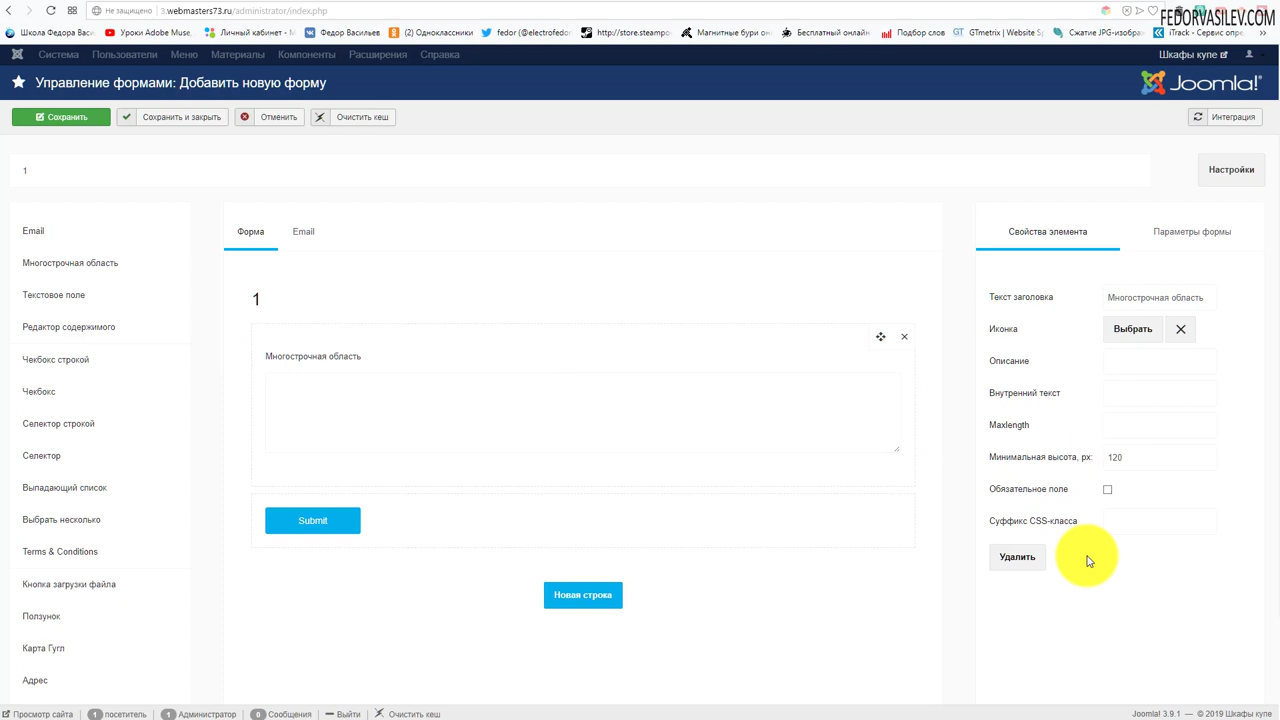 Не защищено 3.webmasters73.ru/administrator/index.php
FEDORVASILEV.COM
Школа Федора Васи. Уроки Adobe Muse, Личный кабинет - М Федор Васильев (2) Одноклассники fedor (@electrofedor) http://store.steampo Магнитные бури он Бесплатный онлайн Подбор слов GTmetrix | Website S Сжатие JPG-изображ iTrack - Сервис опре
Система Пользователи Меню Материалы Компоненты Расширения Справка Шкафы купе
Управление формами: Добавить новую форму Joomla!
Сохранить Сохранить и закрыть Отменить Очистить кеш Интеграция
1 Настройки
Email
Многострочная область
Текстовое поле
Редактор содержимого
Чекбокс строкой
Чекбокс
Селектор строкой
Селектор
Выпадающий список
Выбрать несколько
Terms & Conditions
Кнопка загрузки файла
Ползунок
Карта Гугл
Адрес
Форма Email
1
Многострочная область
Submit
Новая строка
Свойства элемента Параметры формы
Текст заголовка Многострочная область
Иконка Выбрать
Описание
Внутренний текст
Maxlength
Минимальная высота, px: 120
Обязательное поле
Суффикс CSS-класса
Удалить
Просмотр сайта 1 посетитель 1 Администратор 0 Сообщения Выйти Очистить кеш Joomla! 3.9.1 — © 2019 Шкафы купе